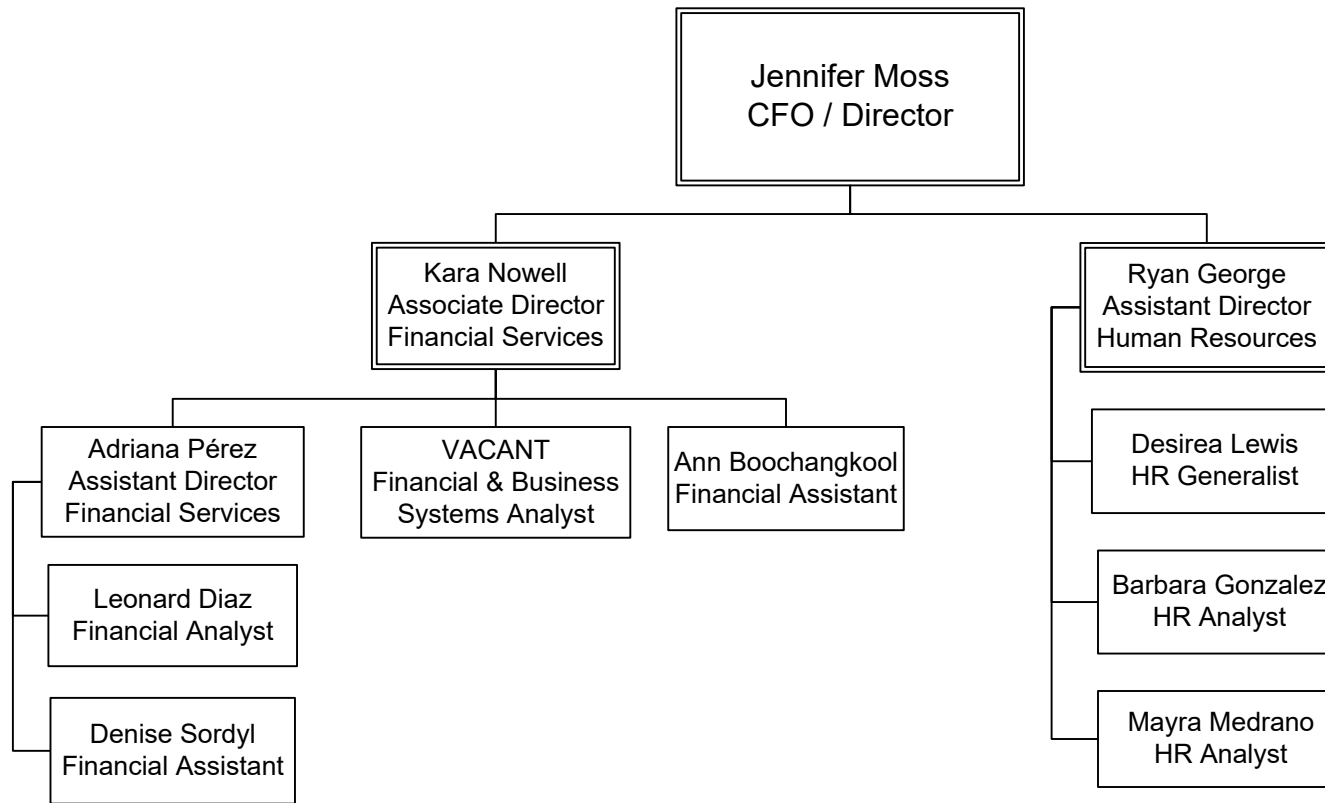 Jennifer Moss
CFO / Director
Kara Nowell
Associate Director
Financial Services
Ryan George
Assistant Director
Human Resources
Adriana Pérez
Assistant Director
Financial Services
VACANT
Financial & Business
Systems Analyst
Ann Boochangkool
Financial Assistant
Desirea Lewis
HR Generalist
Leonard Diaz
Financial Analyst
Barbara Gonzalez
HR Analyst
Denise Sordyl
Financial Assistant
Mayra Medrano
HR Analyst